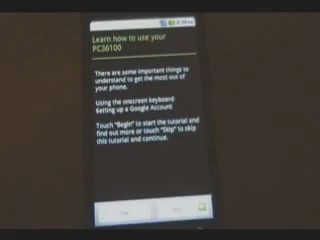 Learn how to use your
PC36100
There are some important things to
understand to get the most out of
your phone.
Using the onscreen keyboard
Setting up a Google Account
Touch "Begin" to start the tutorial and
find out more or touch "Skip" to skip
this tutorial and continue.